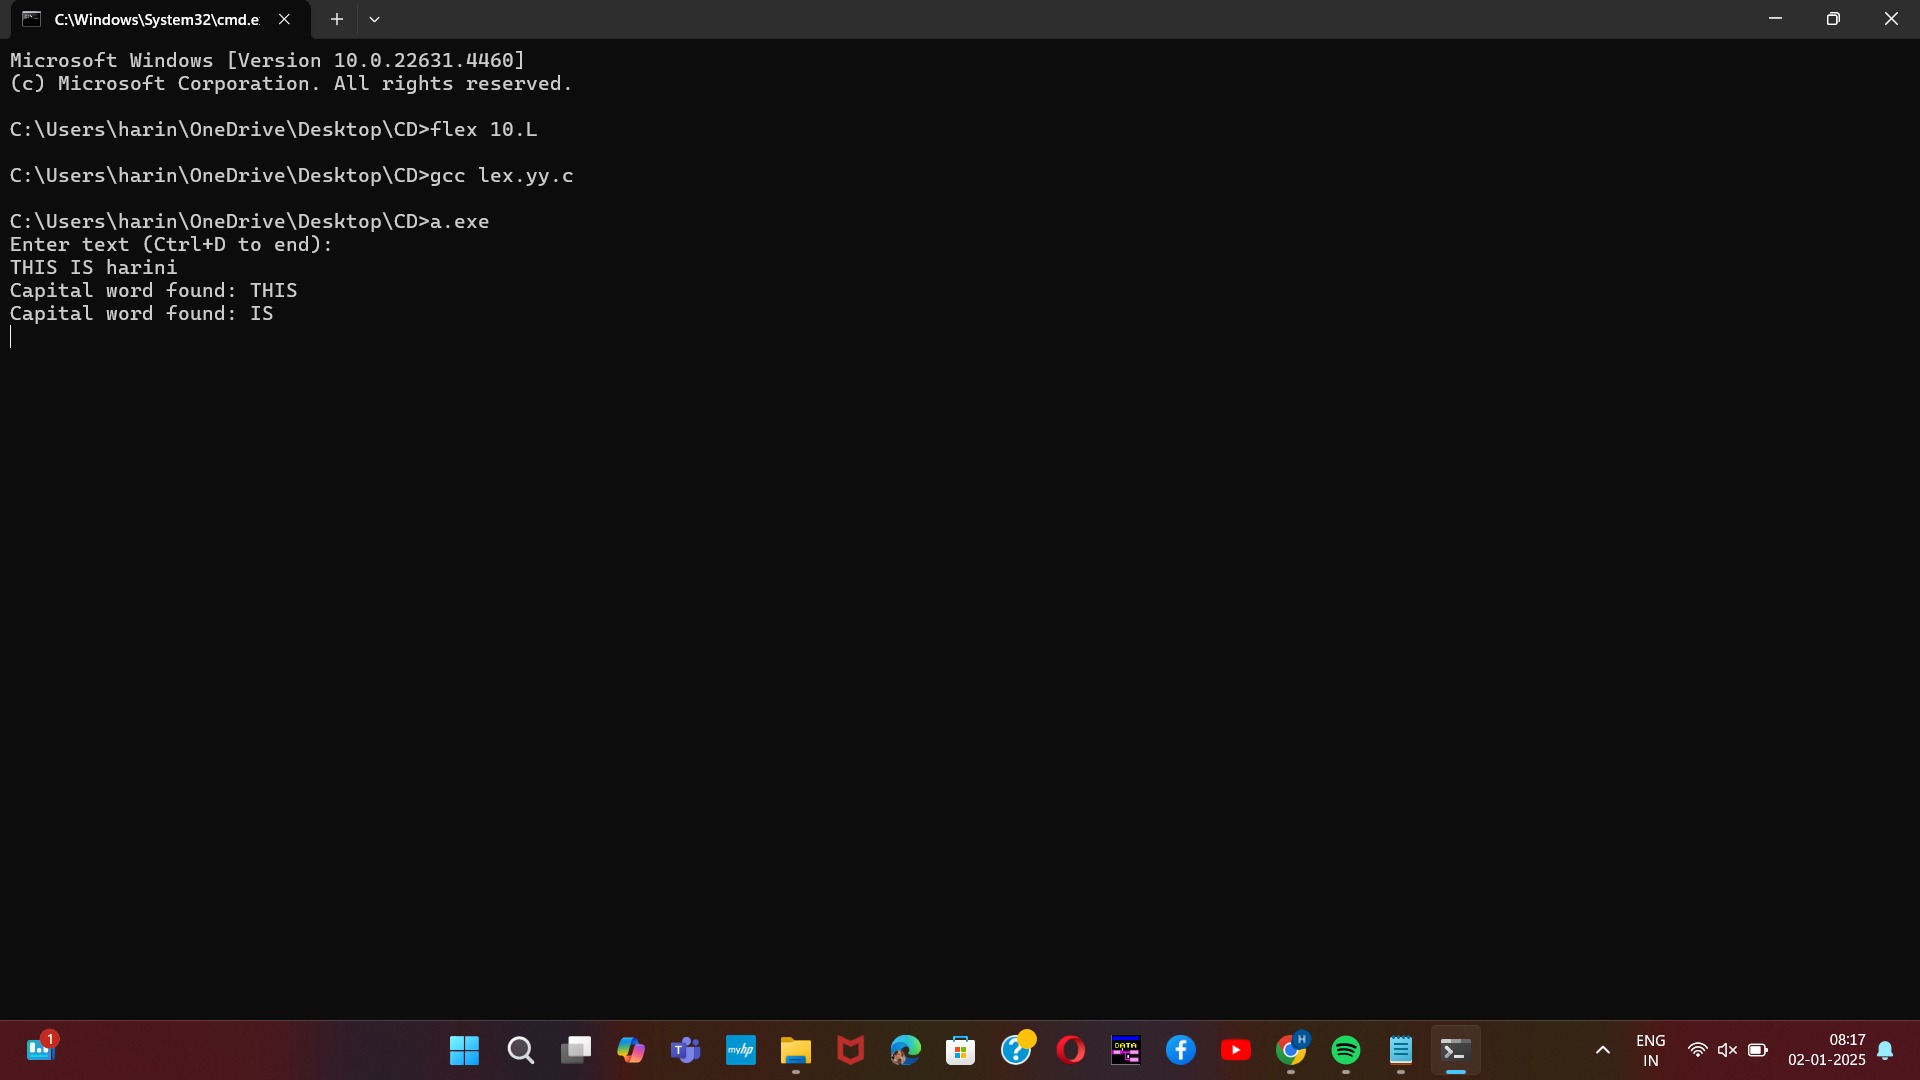 C:\Windows\System32\cmd.e
Microsoft Windows [Version 10.0.22631.4460]
(c) Microsoft Corporation. All rights reserved.
C:\Users\harin\OneDrive\Desktop\CD>flex 10.L
C:\Users\harin\OneDrive\Desktop\CD>gcc lex.yy.c
C:\Users\harin\OneDrive\Desktop\CD>a.exe
Enter text (Ctrl+D to end):
THIS IS harini
Capital word found: THIS
Capital word found: IS
1
T
myhp
DATA
H
ENG
IN
08:17
02-01-2025